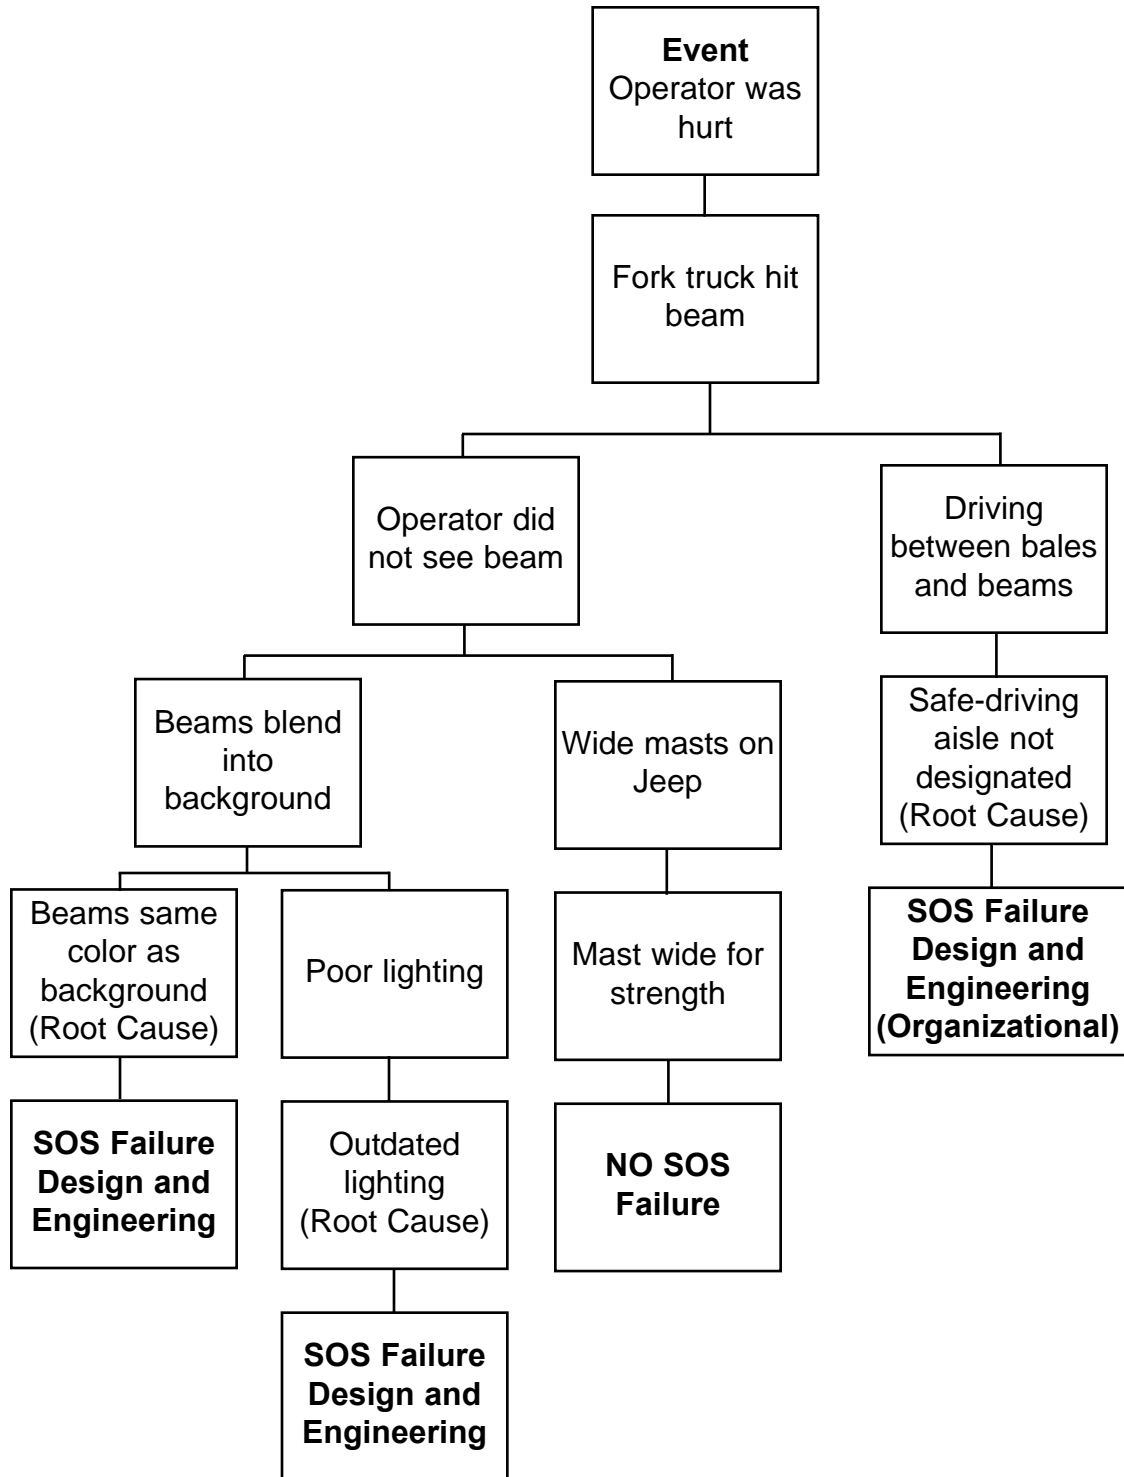 Event
Operator was
hurt
Fork truck hit
beam
Operator did
not see beam
Driving
between bales
and beams
Beams blend
into
background
Wide masts on
Jeep
Safe-driving
aisle not
designated
(Root Cause)
Beams same
color as
background
(Root Cause)
Poor lighting
Mast wide for
strength
SOS Failure
Design and
Engineering
(Organizational)
SOS Failure
Design and
Engineering
Outdated
lighting
(Root Cause)
NO SOS
Failure
SOS Failure
Design and
Engineering